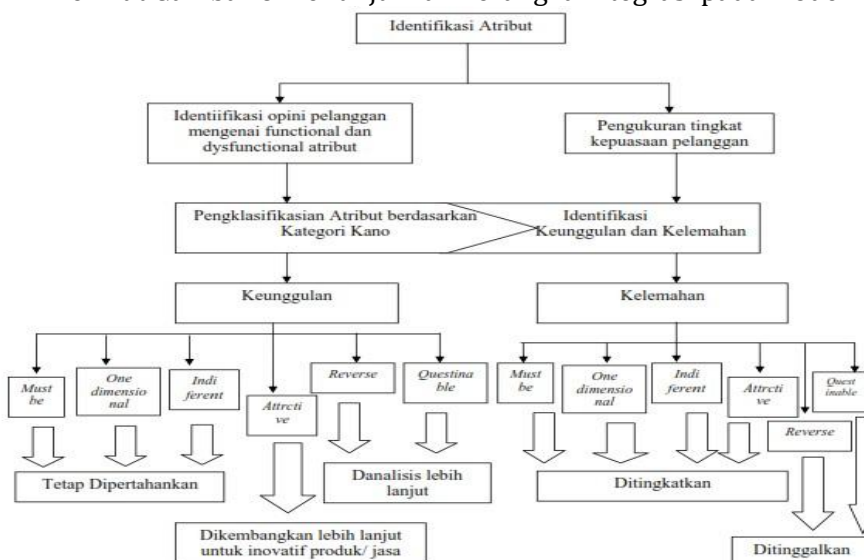 Identifikasi Atribut
Identiifikasi opini pelanggan
mengenai functional dan
dysfunctional atribut
Pengukuran tingkat
kepuasaan pelanggan
Pengklasifikasian Atribut berdasarkan
Kategori Kano
Identifikasi
Keunggulan dan Kelemahan
Keunggulan
Kelemahan
Must
be
One
dimensio
nal
Indi
ferent
Attrcti
ve
Reverse
Questina
ble
Must
be
One
dimensio
nal
Indi
ferent
Attrcti
ve
Reverse
Quest
inable
Tetap Dipertahankan
Danalisis lebih
lanjut
Ditingkatkan
Dikembangkan lebih lanjut
untuk inovatif produk/ jasa
Ditinggalkan